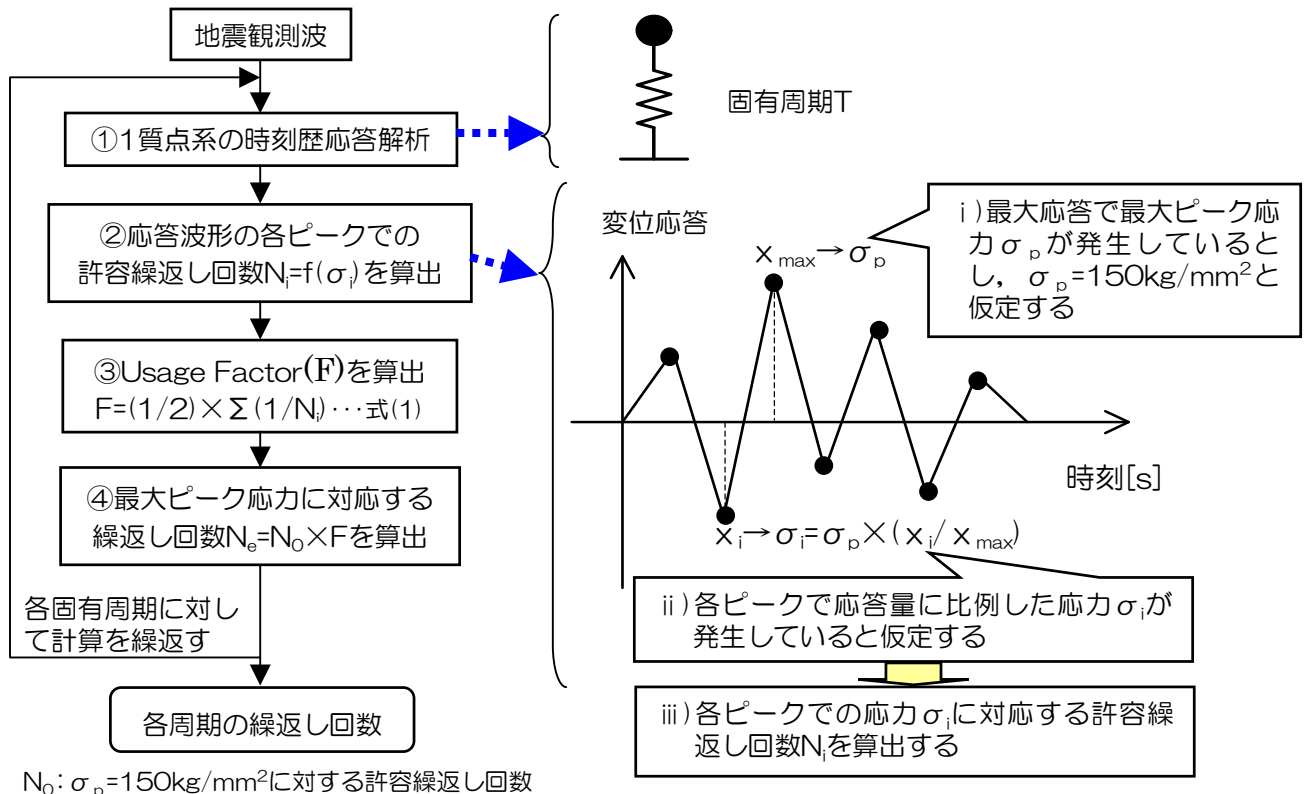 地震観測波
①1質点系の時刻歴応答解析
②応答波形の各ピークでの
許容繰返し回数Nᵢ=f(σᵢ)を算出
③Usage Factor(F)を算出
F=(1/2)×Σ(1/Nᵢ)･･･式(1)
④最大ピーク応力に対応する
繰返し回数Nₑ=N₀×Fを算出
各固有周期に対し
て計算を繰返す
各周期の繰返し回数
N₀：σₚ=150kg/mm²に対する許容繰返し回数
固有周期T
変位応答
x max→σₚ
ⅰ)最大応答で最大ピーク応
力σₚが発生していると
し，σₚ=150kg/mm²と
仮定する
時刻[s]
xᵢ→σᵢ=σₚ×(xᵢ/x max)
ⅱ)各ピークで応答量に比例した応力σᵢが
発生していると仮定する
ⅲ)各ピークでの応力σᵢに対応する許容繰
返し回数Nᵢを算出する